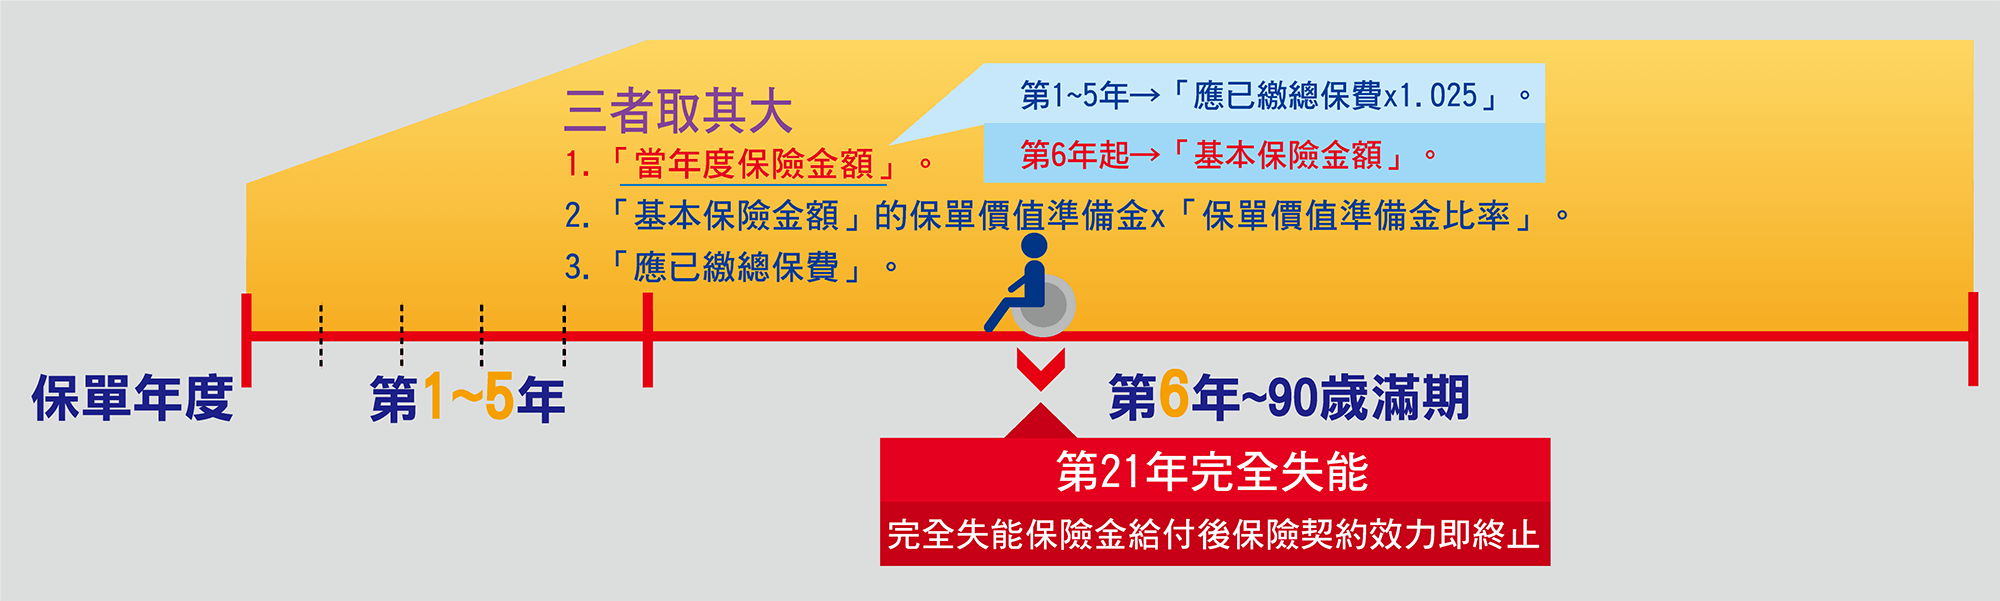 三者取其大
1.「當年度保險金額」。
第1~5年→「應已繳總保費x1.025」。
第6年起→「基本保險金額」。
2.「基本保險金額」的保單價值準備金x「保單價值準備金比率」。
3.「應已繳總保費」。
保單年度
第1~5年
第6年~90歲滿期
第21年完全失能
完全失能保險金給付後保險契約效力即終止